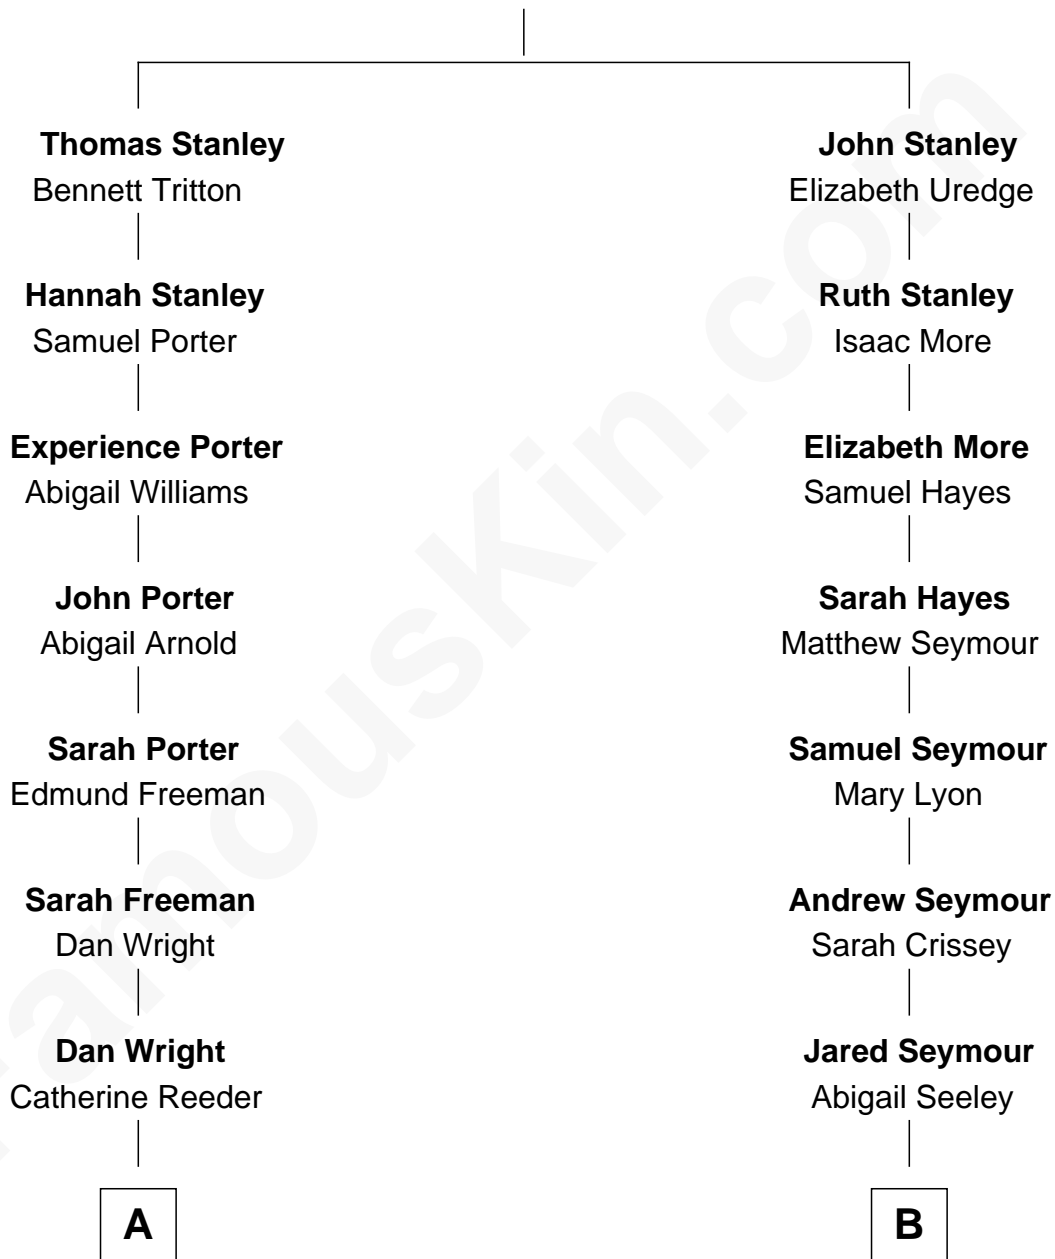 Thomas Stanley
Bennett Tritton
Hannah Stanley
Samuel Porter
Experience Porter
Abigail Williams
John Porter
Abigail Arnold
Sarah Porter
Edmund Freeman
Sarah Freeman
Dan Wright
Dan Wright
Catherine Reeder
A
John Stanley
Elizabeth Uredge
Ruth Stanley
Isaac More
Elizabeth More
Samuel Hayes
Sarah Hayes
Matthew Seymour
Samuel Seymour
Mary Lyon
Andrew Seymour
Sarah Crissey
Jared Seymour
Abigail Seeley
B
FamousKin.com